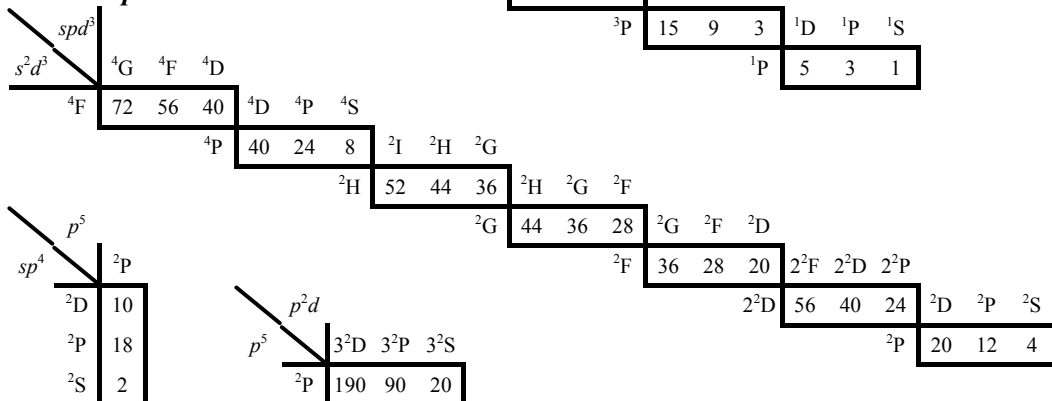 p
spd³ ³P 15 9 3 ¹D ¹P ¹S
s²d³ ⁴G ⁴F ⁴D ¹P 5 3 1
⁴F 72 56 40 ⁴D ⁴P ⁴S
⁴P 40 24 8 ²I ²H ²G
²H 52 44 36 ²H ²G ²F
p⁵ ²G 44 36 28 ²G ²F ²D
sp⁴ ²P ²F 36 28 20 2²F 2²D 2²P
²D 10 p²d 2²D 56 40 24 ²D ²P ²S
²P 18 p⁵ 3²D 3²P 3²S ²P 20 12 4
²S 2 ²P 190 90 20